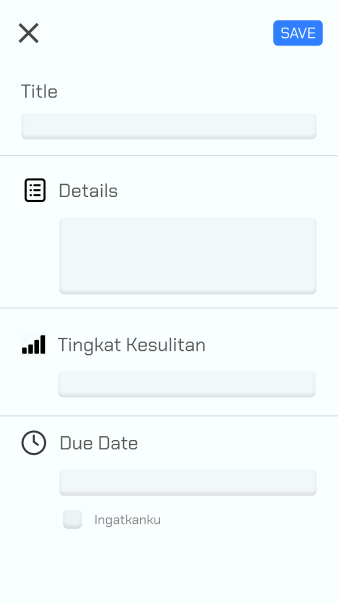 SAVE
Title
Details
Tingkat Kesulitan
Due Date
Ingatkanku